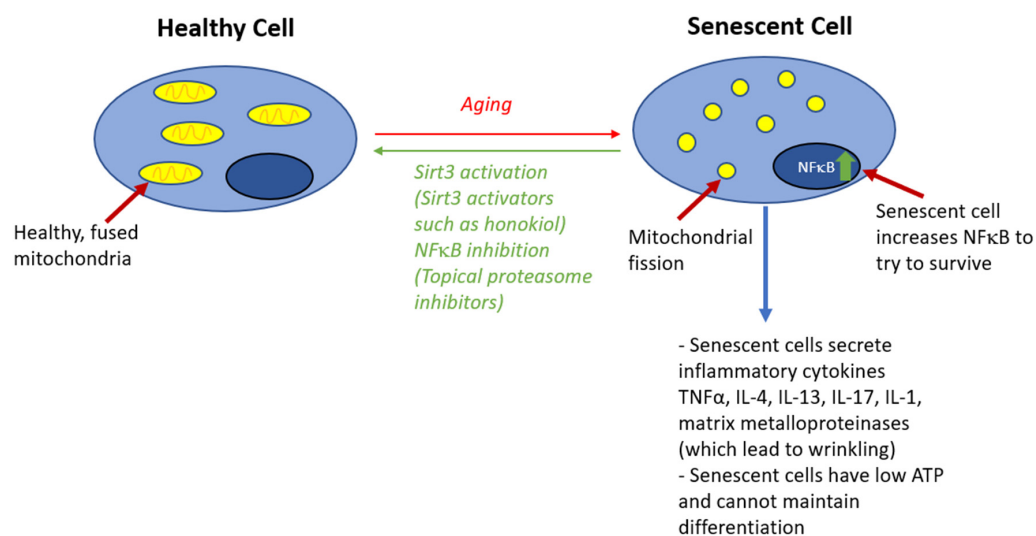 Healthy Cell
Senescent Cell
Aging
Sirt3 activation
(Sirt3 activators
such as honokiol)
NFκB inhibition
(Topical proteasome
inhibitors)
NFκB
Healthy, fused
mitochondria
Mitochondrial
fission
Senescent cell
increases NFκB to
try to survive
- Senescent cells secrete
inflammatory cytokines
TNFα, IL-4, IL-13, IL-17, IL-1,
matrix metalloproteinases
(which lead to wrinkling)
- Senescent cells have low ATP
and cannot maintain
differentiation